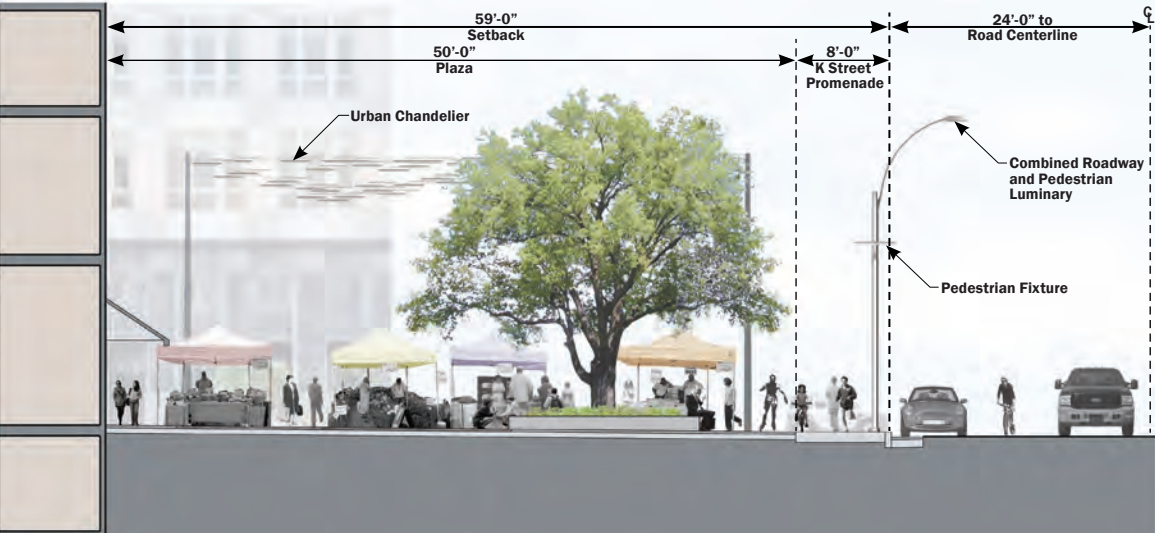 59'-0"
Setback
24'-0" to
Road Centerline
CL
50'-0"
Plaza
8'-0"
K Street
Promenade
Urban Chandelier
Combined Roadway
and Pedestrian
Luminary
Pedestrian Fixture